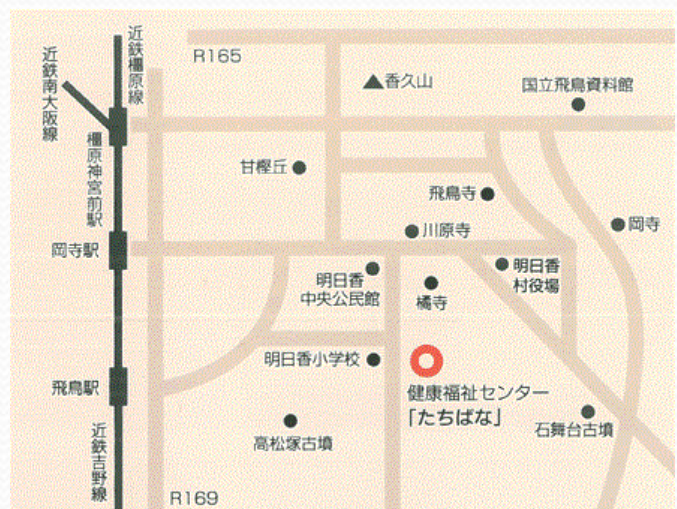 近鉄橿原線
近鉄南大阪線
R165
香久山
国立飛鳥資料館
橿原神宮前駅
甘樫丘
飛鳥寺
川原寺
岡寺
岡寺駅
明日香
中央公民館
橘寺
明日香
村役場
明日香小学校
飛鳥駅
健康福祉センター
「たちばな」
石舞台古墳
高松塚古墳
近鉄吉野線
R169